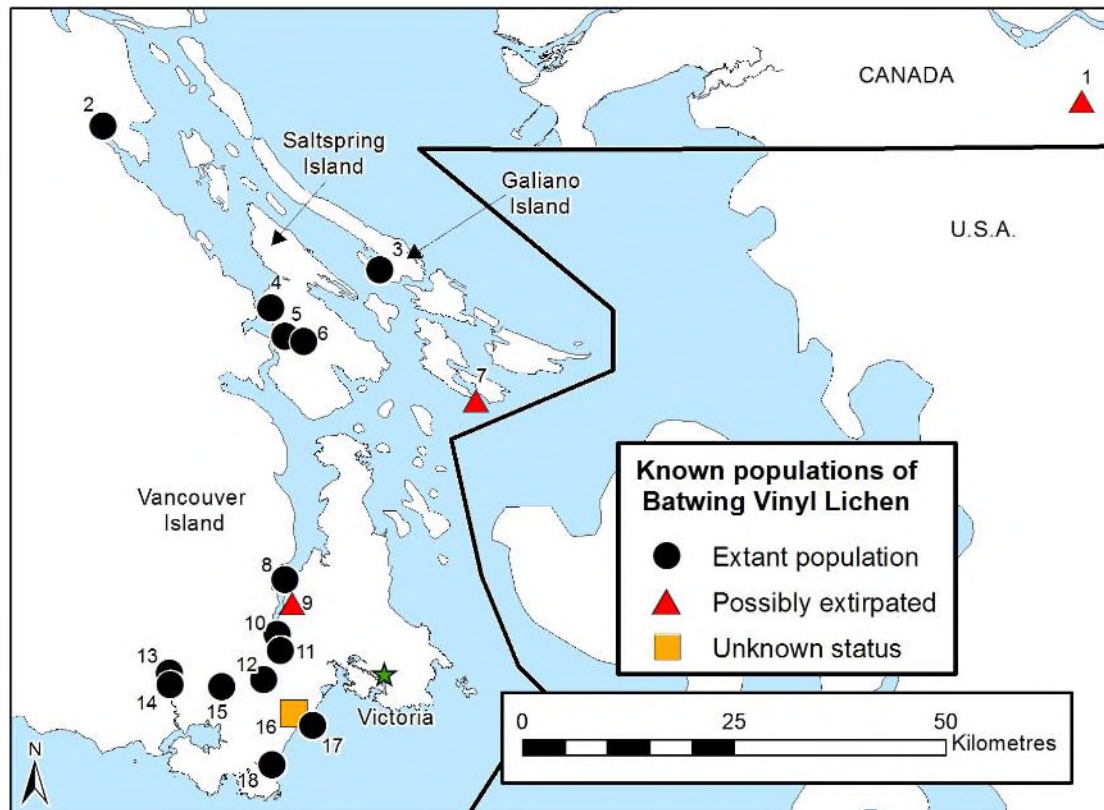 CANADA
1
2
Saltspring
Island
Galiano
Island
U.S.A.
3
4
5
6
7
Vancouver
Island
Known populations of
Batwing Vinyl Lichen
Extant population
Possibly extirpated
Unknown status
8
9
10
11
12
13
14
15
16
17
18
Victoria
N
0 25 50
Kilometres